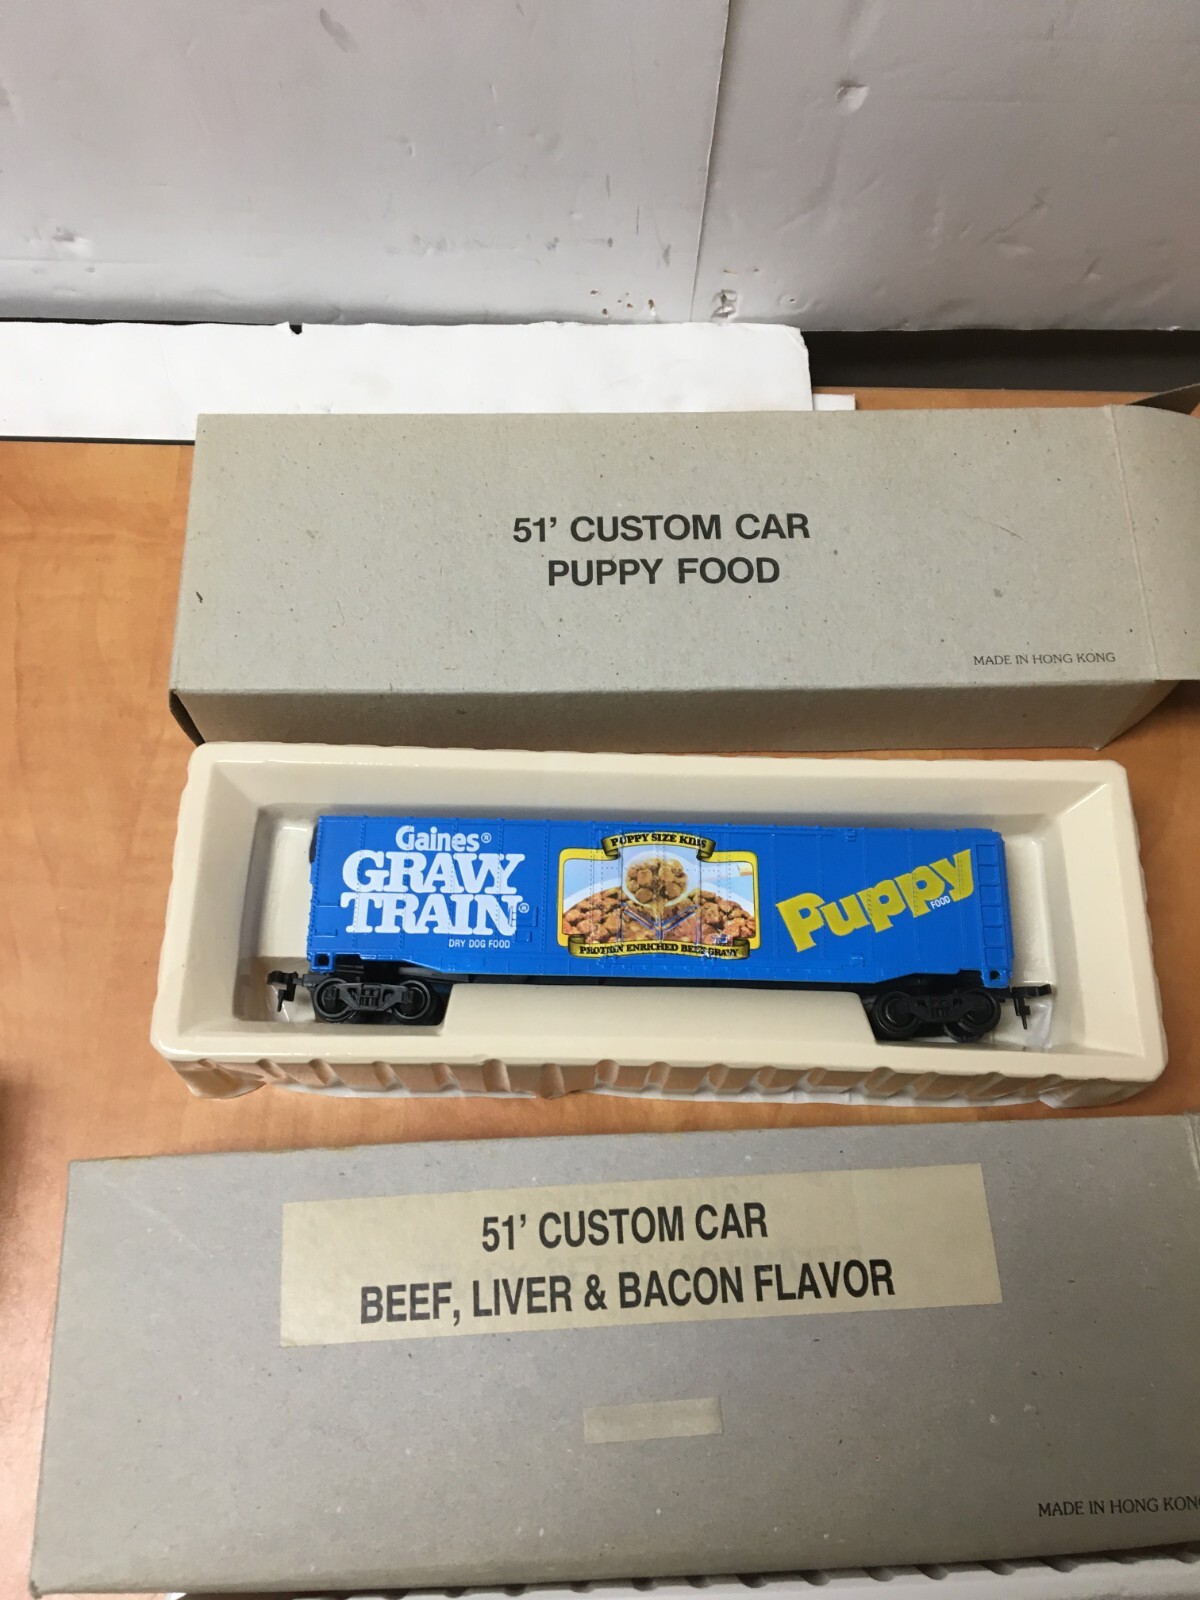 51' CUSTOM CAR
PUPPY FOOD
MADE IN HONG KONG
Gaines®
GRAVY
TRAIN®
DRY DOG FOOD
PUPPY SIZE
PROTEIN ENRICHED BEEF GRAVY
Puppy
FOOD
51' CUSTOM CAR
BEEF, LIVER & BACON FLAVOR
MADE IN HONG KONG